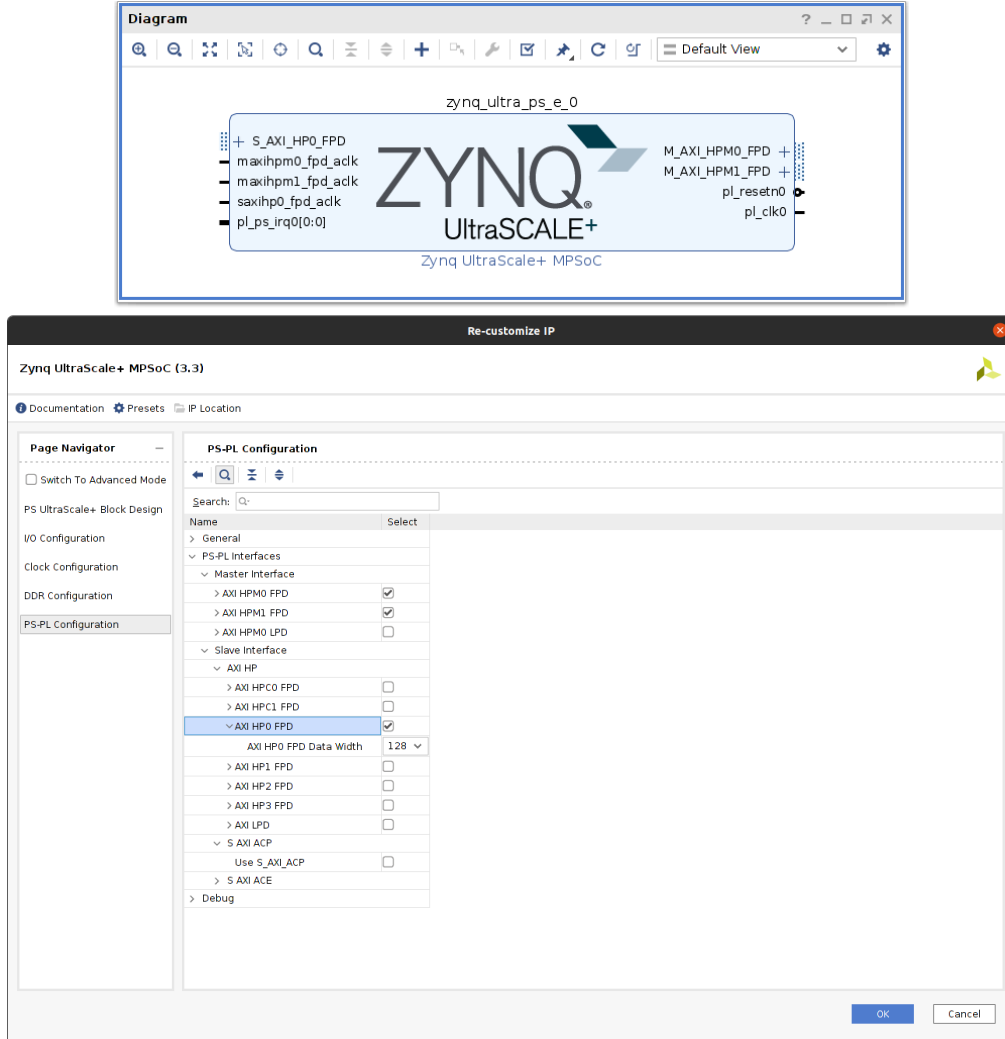 Diagram
Default View
zynq_ultra_ps_e_0
S_AXI_HP0_FPD
maxihpm0_fpd_aclk
maxihpm1_fpd_aclk
saxihp0_fpd_aclk
pl_ps_irq0[0:0]
ZYNQ
UltraSCALE+
M_AXI_HPM0_FPD
M_AXI_HPM1_FPD
pl_resetn0
pl_clk0
Zynq UltraScale+ MPSoC
Re-customize IP
Zynq UltraScale+ MPSoC (3.3)
Documentation Presets IP Location
Page Navigator
Switch To Advanced Mode
PS UltraScale+ Block Design
I/O Configuration
Clock Configuration
DDR Configuration
PS-PL Configuration
PS-PL Configuration
Search:
Name Select
General
PS-PL Interfaces
Master Interface
AXI HPM0 FPD
AXI HPM1 FPD
AXI HPM0 LPD
Slave Interface
AXI HP
AXI HPC0 FPD
AXI HPC1 FPD
AXI HP0 FPD
AXI HP0 FPD Data Width 128
AXI HP1 FPD
AXI HP2 FPD
AXI HP3 FPD
AXI LPD
S AXI ACP
Use S_AXI_ACP
S AXI ACE
Debug
OK Cancel